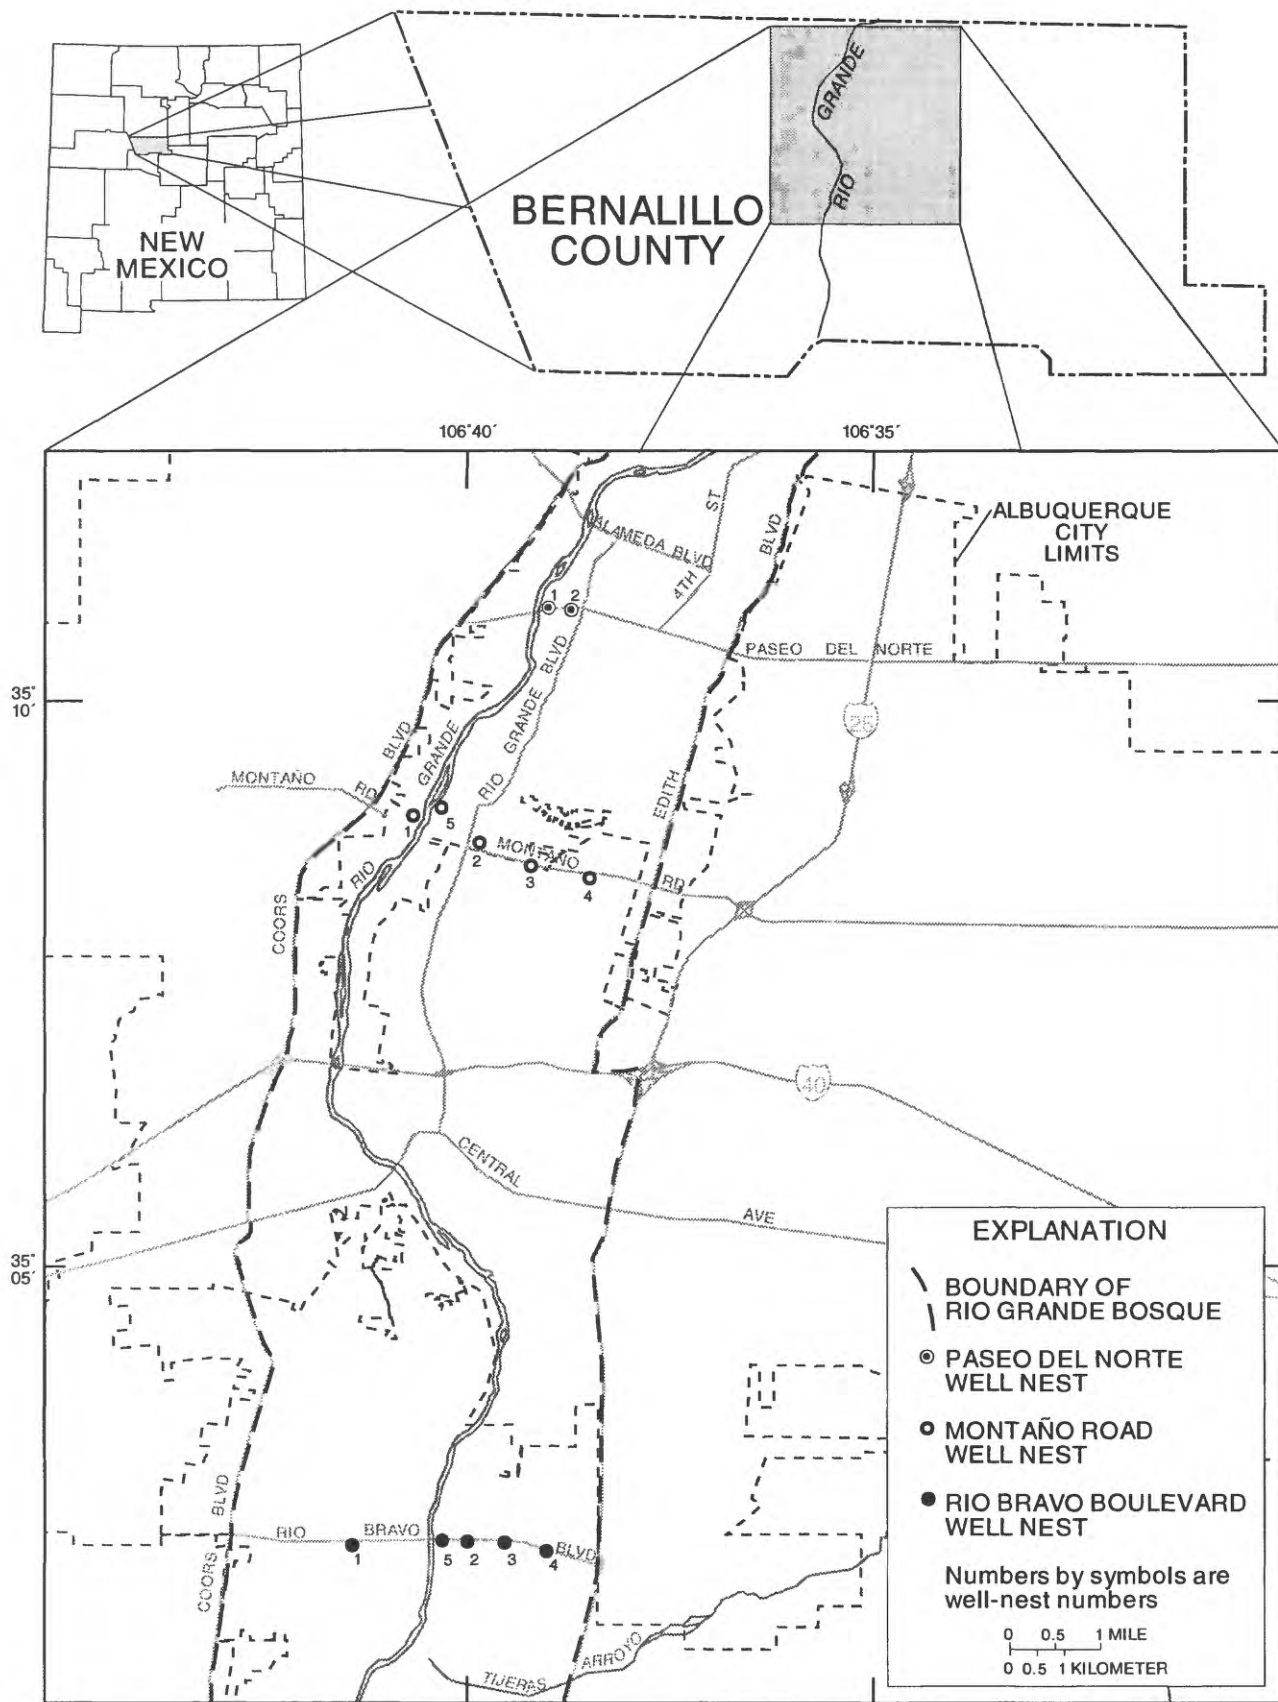 NEW
MEXICO
BERNALILLO
COUNTY
GRANDE
RIO
106°40'
106°35'
ALBUQUERQUE
CITY
LIMITS
ALAMEDA BLVD
4TH ST
BLVD
1 2
PASEO DEL NORTE
35°
10'
RIO GRANDE BLVD
25
MONTAÑO RD
COORS BLVD
RIO GRANDE
EDITH
1 5
2 3 4
MONTAÑO RD
40
CENTRAL AVE
35°
05'
COORS BLVD
RIO BRAVO BLVD
1 5 2 3 4
TIJERAS ARROYO
EXPLANATION
BOUNDARY OF
RIO GRANDE BOSQUE
PASEO DEL NORTE
WELL NEST
MONTAÑO ROAD
WELL NEST
RIO BRAVO BOULEVARD
WELL NEST
Numbers by symbols are
well-nest numbers
0 0.5 1 MILE
0 0.5 1 KILOMETER